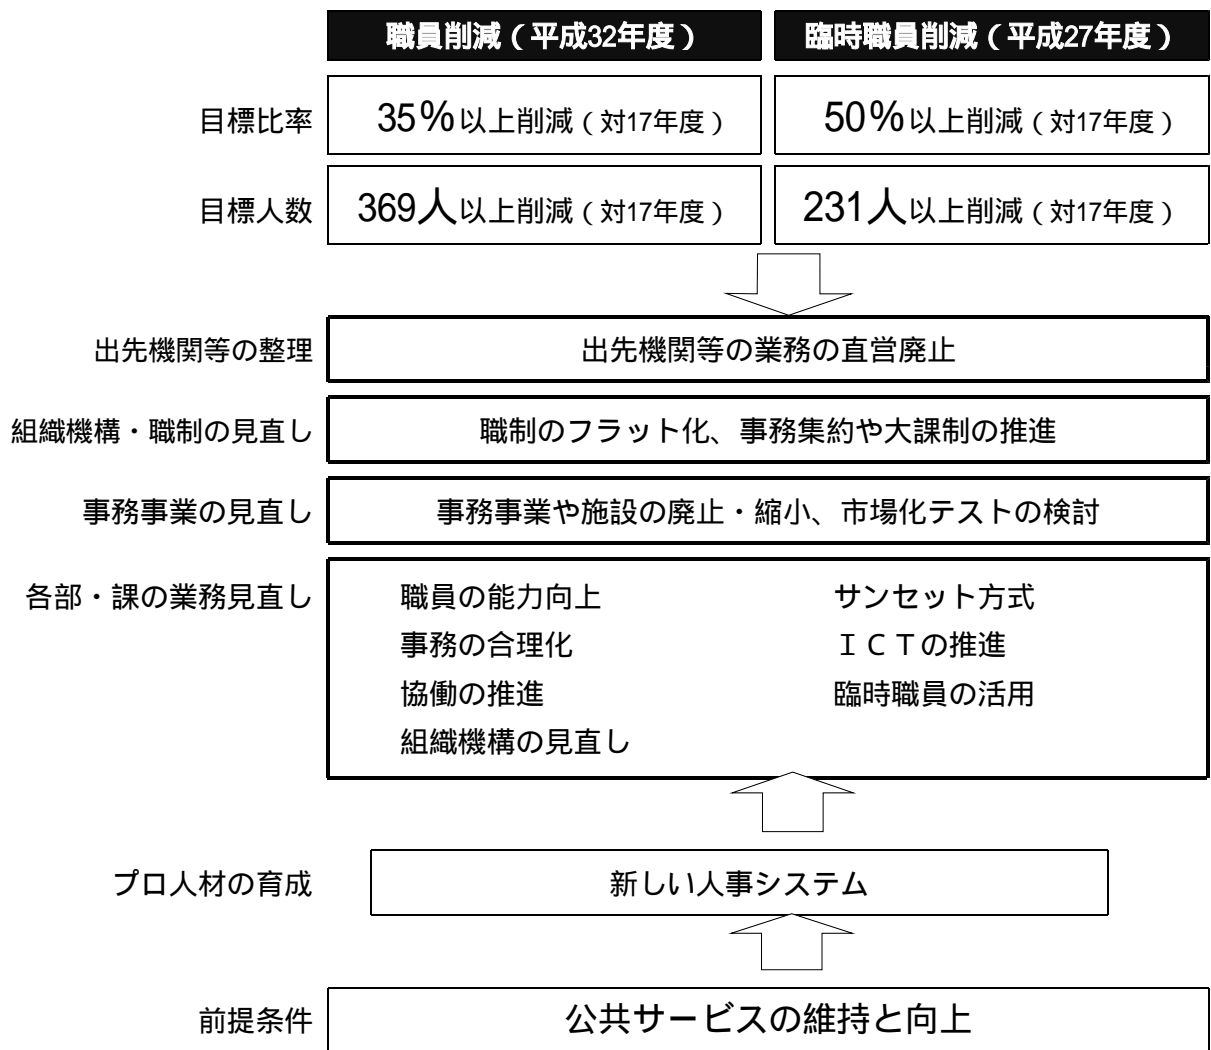 職員削減（平成32年度） 臨時職員削減（平成27年度）
目標比率 35％以上削減（対17年度） 50％以上削減（対17年度）
目標人数 369人以上削減（対17年度） 231人以上削減（対17年度）
出先機関等の整理 出先機関等の業務の直営廃止
組織機構・職制の見直し 職制のフラット化、事務集約や大課制の推進
事務事業の見直し 事務事業や施設の廃止・縮小、市場化テストの検討
各部・課の業務見直し 職員の能力向上 サンセット方式
事務の合理化 ＩＣＴの推進
協働の推進 臨時職員の活用
組織機構の見直し
プロ人材の育成 新しい人事システム
前提条件 公共サービスの維持と向上